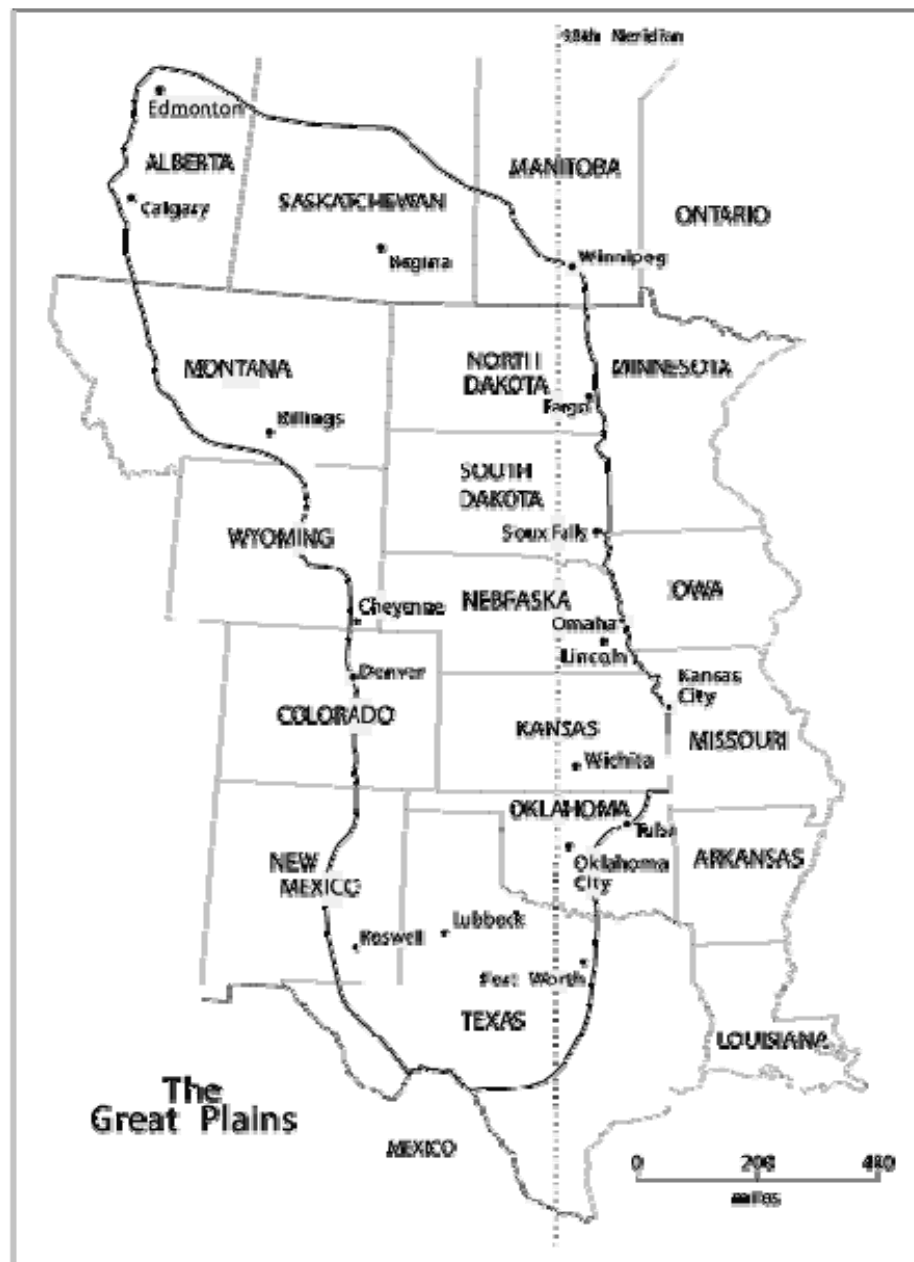 98th Meridian
Edmonton
ALBERTA
MANITOBA
Calgary
SASKATCHEWAN
ONTARIO
Regina
Winnipeg
MONTANA
NORTH
DAKOTA
MINNESOTA
Fargo
Billings
SOUTH
DAKOTA
WYOMING
Sioux Falls
NEBRASKA
IOWA
Cheyenne
Omaha
Lincoln
Denver
Kansas
City
COLORADO
KANSAS
MISSOURI
Wichita
OKLAHOMA
Tulsa
NEW
MEXICO
Oklahoma
City
ARKANSAS
Lubbock
Roswell
Fort Worth
TEXAS
LOUISIANA
The
Great Plains
MEXICO
0 200 400
miles